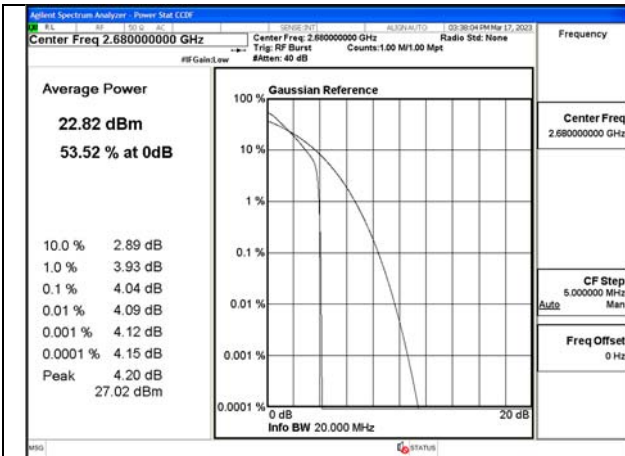 Agilent Spectrum Analyzer - Power Stat CCDF
RL RF 50 Ω AC SENSE:INT ALIGN AUTO 03:38:04 PM Mar 17, 2023
Center Freq 2.680000000 GHz
Center Freq: 2.680000000 GHz Radio Std: None
Trig: RF Burst Counts:1.00 M/1.00 Mpt
#IFGain:Low #Atten: 40 dB
Frequency
Average Power
22.82 dBm
53.52 % at 0dB
10.0 % 2.89 dB
1.0 % 3.93 dB
0.1 % 4.04 dB
0.01 % 4.09 dB
0.001 % 4.12 dB
0.0001 % 4.15 dB
Peak 4.20 dB
27.02 dBm
Gaussian Reference
100 %
10 %
1 %
0.1 %
0.01 %
0.001 %
0.0001 %
0 dB 20 dB
Info BW 20.000 MHz
Center Freq
2.680000000 GHz
CF Step
5.000000 MHz
Auto Man
Freq Offset
0 Hz
MSG STATUS